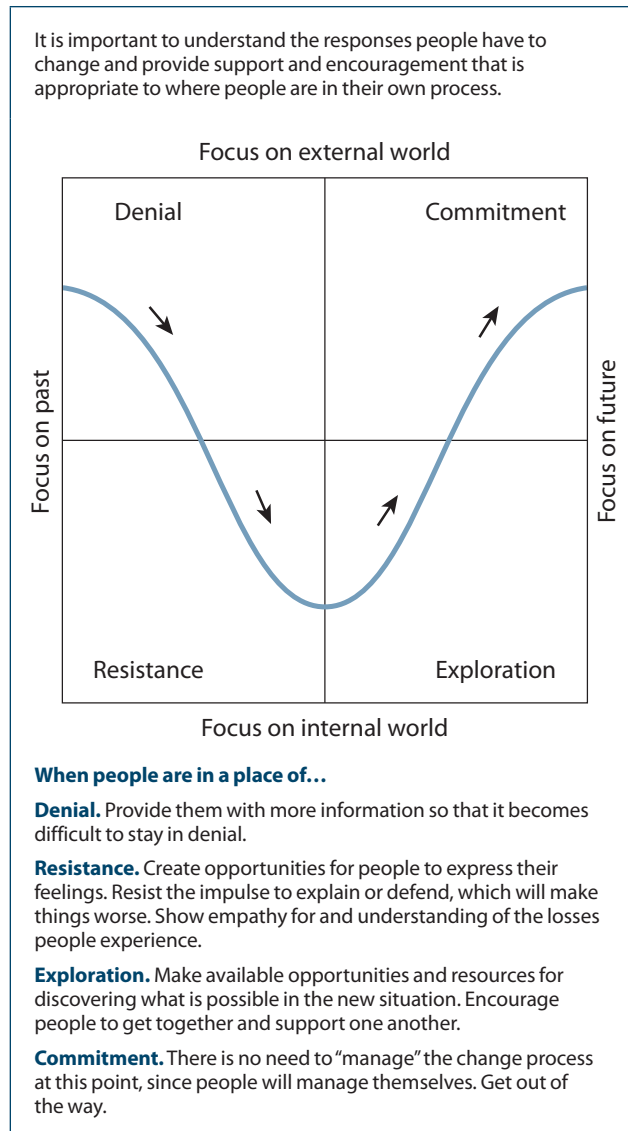 It is important to understand the responses people have to
change and provide support and encouragement that is
appropriate to where people are in their own process.
Focus on external world
Denial
Commitment
Focus on past
Focus on future
Resistance
Exploration
Focus on internal world
When people are in a place of…
Denial. Provide them with more information so that it becomes
difficult to stay in denial.
Resistance. Create opportunities for people to express their
feelings. Resist the impulse to explain or defend, which will make
things worse. Show empathy for and understanding of the losses
people experience.
Exploration. Make available opportunities and resources for
discovering what is possible in the new situation. Encourage
people to get together and support one another.
Commitment. There is no need to “manage” the change process
at this point, since people will manage themselves. Get out of
the way.